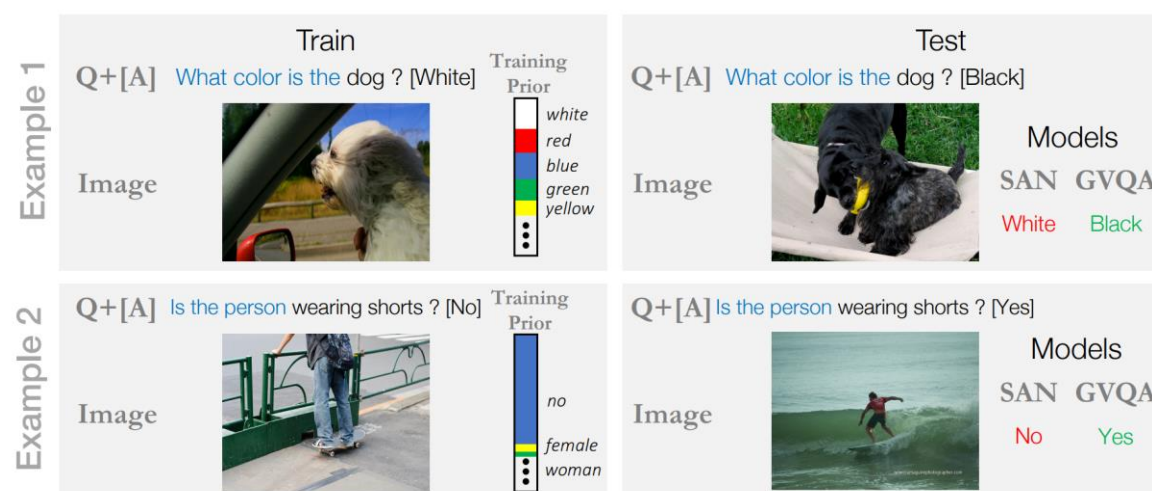 Train
Example 1
Q+[A] What color is the dog ? [White]
Training
Prior
white
red
blue
green
yellow
Image
Test
Q+[A] What color is the dog ? [Black]
Image
Models
SAN GVQA
White Black
Example 2
Q+[A] Is the person wearing shorts ? [No]
Training
Prior
no
female
woman
Image
Q+[A] Is the person wearing shorts ? [Yes]
Image
Models
SAN GVQA
No Yes